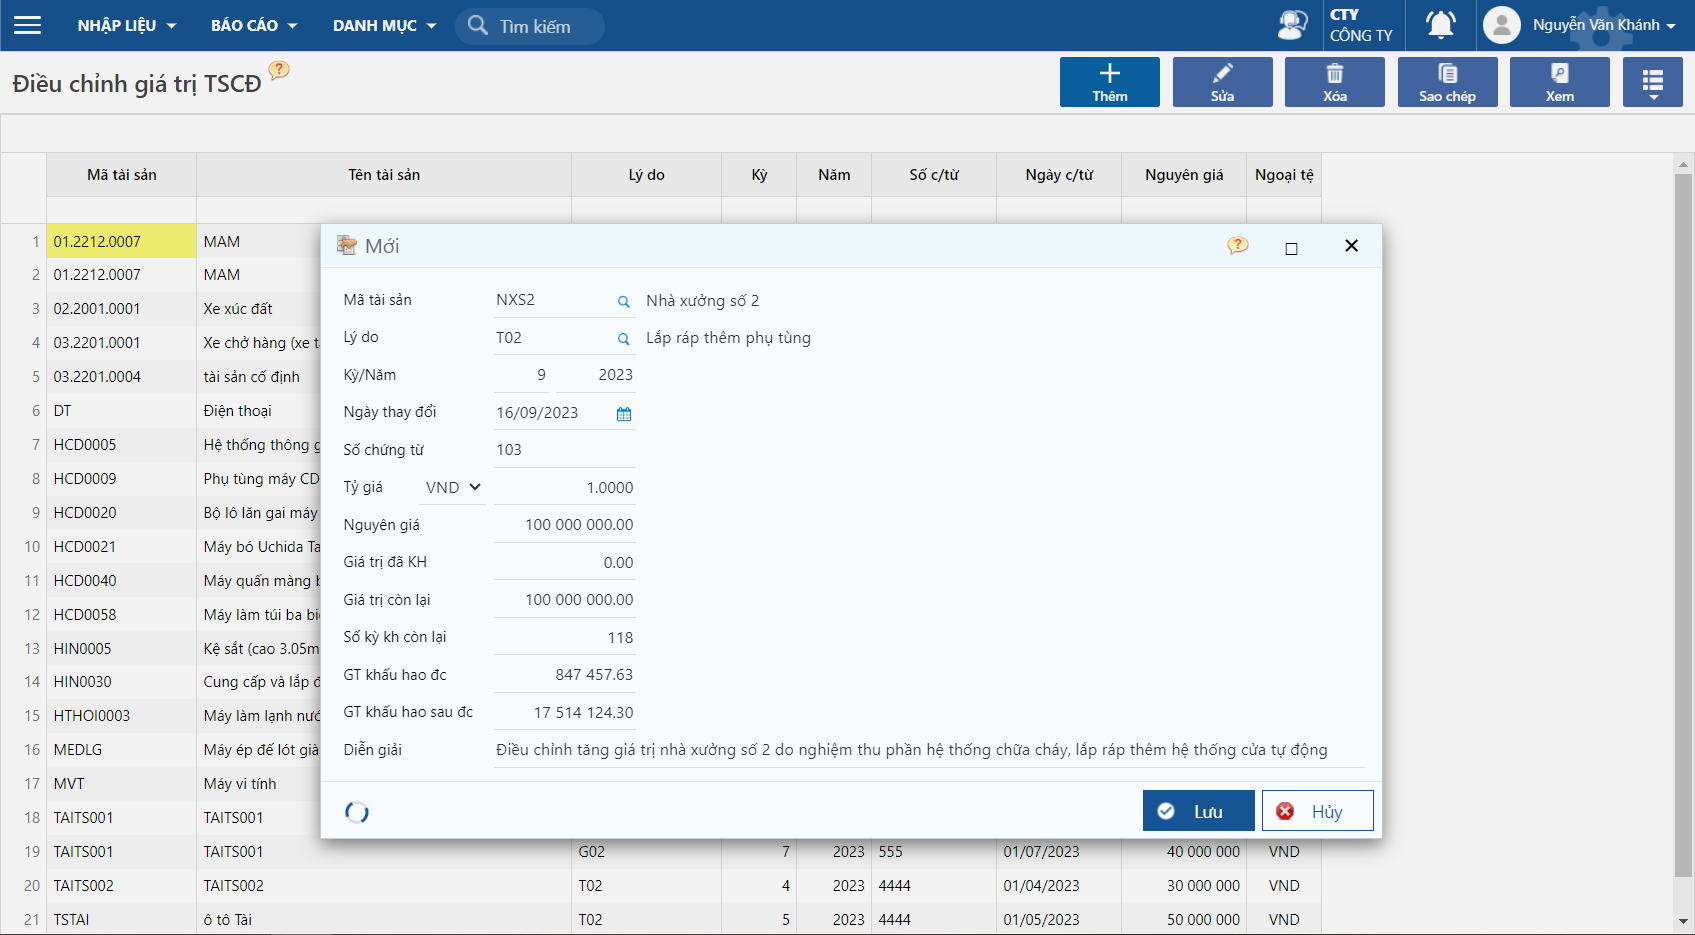 NHẬP LIỆU BÁO CÁO DANH MỤC Tìm kiếm CTY CÔNG TY Nguyễn Văn Khánh
Điều chỉnh giá trị TSCĐ ? Thêm Sửa Xóa Sao chép Xem
Mã tài sản Tên tài sản Lý do Kỳ Năm Số c/từ Ngày c/từ Nguyên giá Ngoại tệ
1 01.2212.0007 MAM
2 01.2212.0007 MAM
3 02.2001.0001 Xe xúc đất
4 03.2201.0001 Xe chở hàng (xe t
5 03.2201.0004 tài sản cố định
6 DT Điện thoại
7 HCD0005 Hệ thống thông g
8 HCD0009 Phụ tùng máy CD
9 HCD0020 Bộ lô lăn gai máy
10 HCD0021 Máy bó Uchida Ta
11 HCD0040 Máy quấn màng b
12 HCD0058 Máy làm túi ba bi
13 HIN0005 Kệ sắt (cao 3.05m
14 HIN0030 Cung cấp và lắp đ
15 HTHOI0003 Máy làm lạnh nướ
16 MEDLG Máy ép đế lót già
17 MVT Máy vi tính
18 TAITS001 TAITS001
19 TAITS001 TAITS001 G02 7 2023 555 01/07/2023 40 000 000 VND
20 TAITS002 TAITS002 T02 4 2023 4444 01/04/2023 30 000 000 VND
21 TSTAI ô tô Tài T02 5 2023 4444 01/05/2023 50 000 000 VND
Mới ?
Mã tài sản NXS2 Nhà xưởng số 2
Lý do T02 Lắp ráp thêm phụ tùng
Kỳ/Năm 9 2023
Ngày thay đổi 16/09/2023
Số chứng từ 103
Tỷ giá VND 1.0000
Nguyên giá 100 000 000.00
Giá trị đã KH 0.00
Giá trị còn lại 100 000 000.00
Số kỳ kh còn lại 118
GT khấu hao đc 847 457.63
GT khấu hao sau đc 17 514 124.30
Diễn giải Điều chỉnh tăng giá trị nhà xưởng số 2 do nghiệm thu phần hệ thống chữa cháy, lắp ráp thêm hệ thống cửa tự động
Lưu Hủy